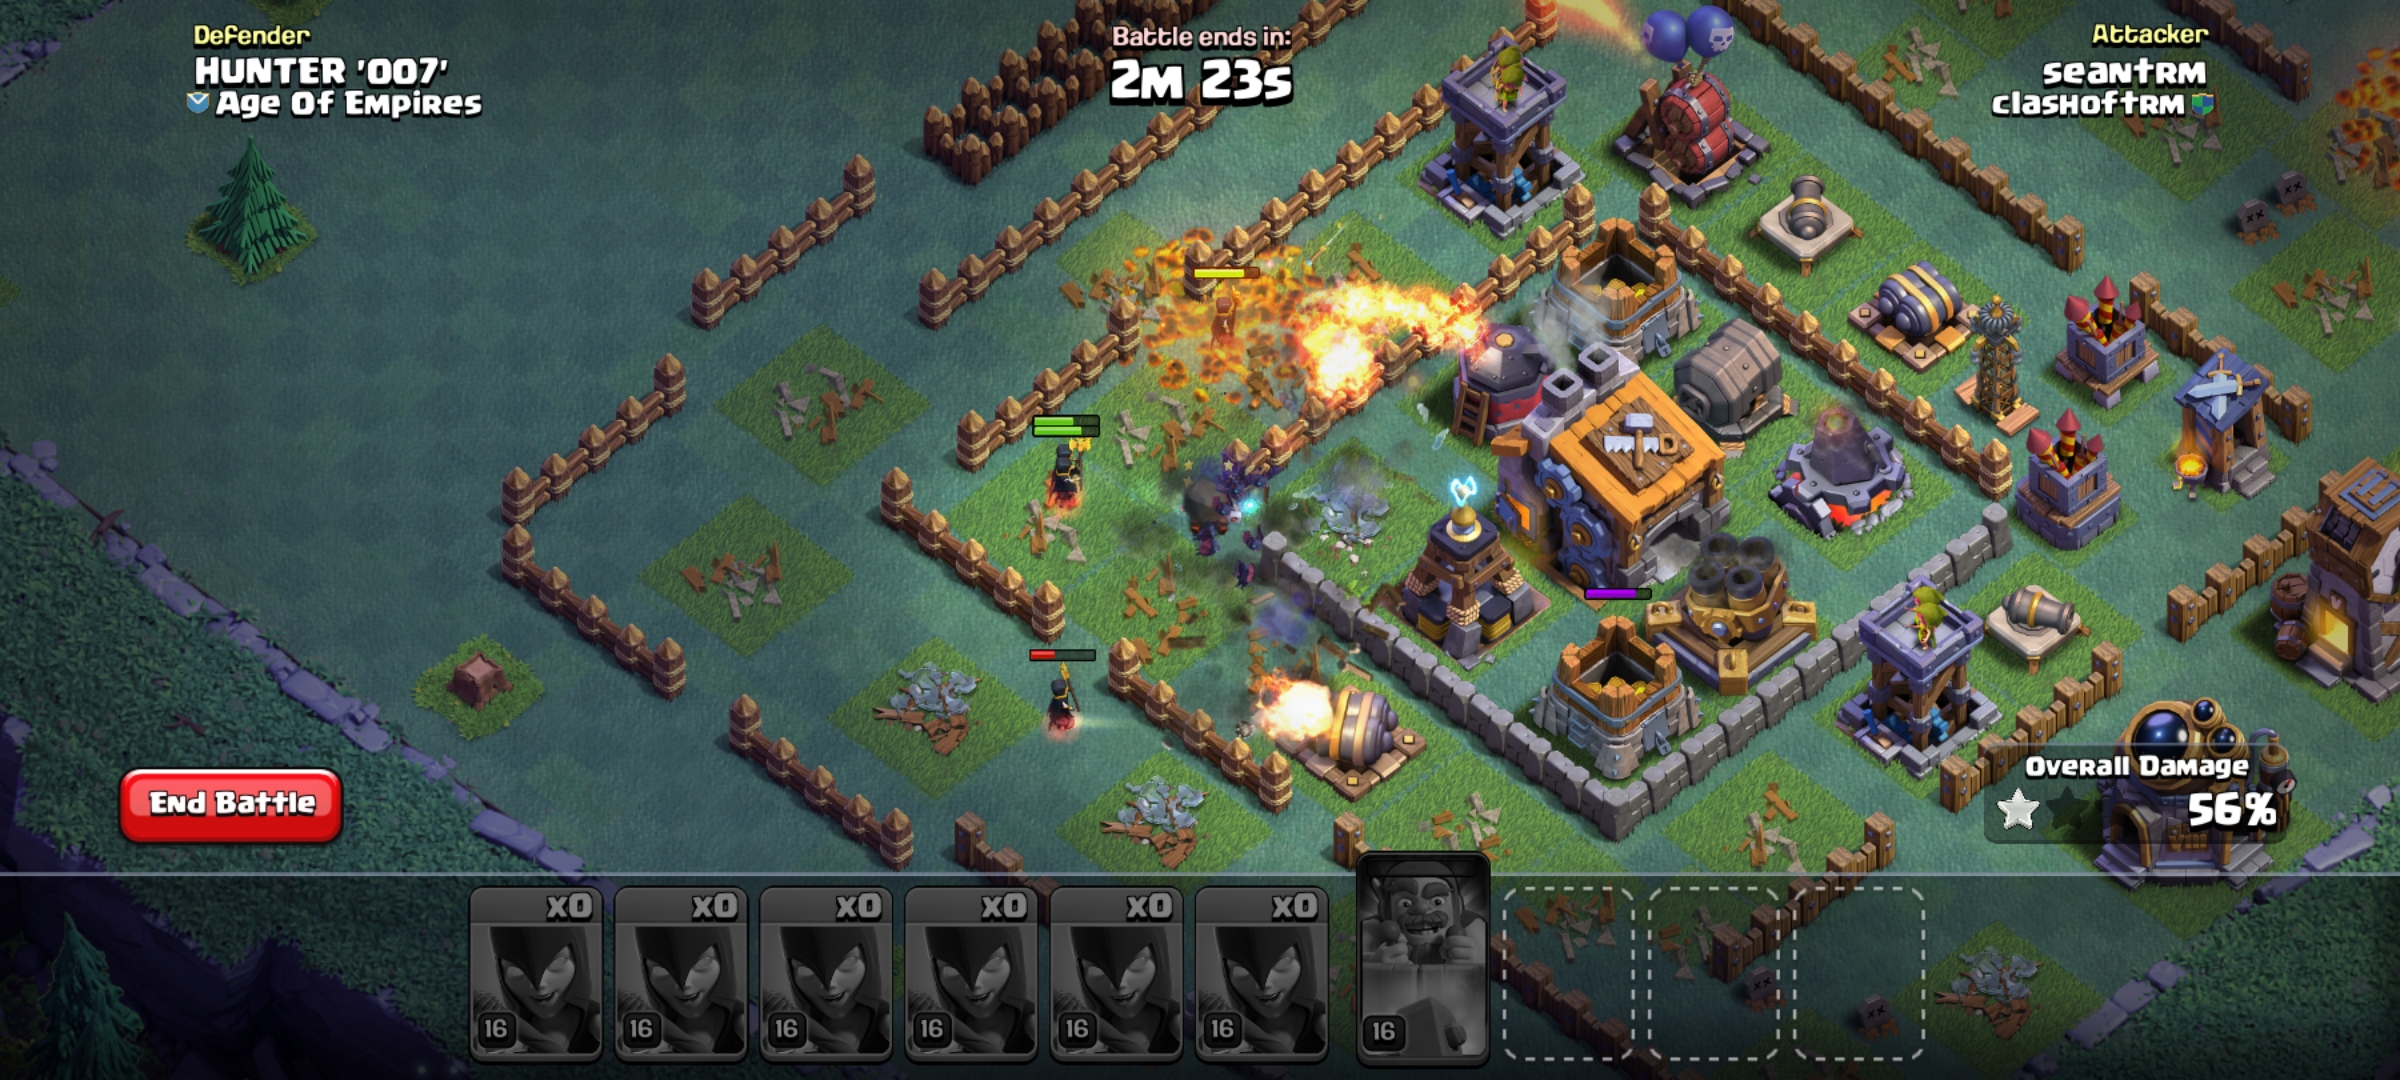 Defender
HUNTER '007'
Age Of Empires
Battle ends in:
2M 23s
Attacker
seantRM
clashoftRM
End Battle
Overall Damage
56%
x0
x0
x0
x0
x0
x0
16
16
16
16
16
16
16